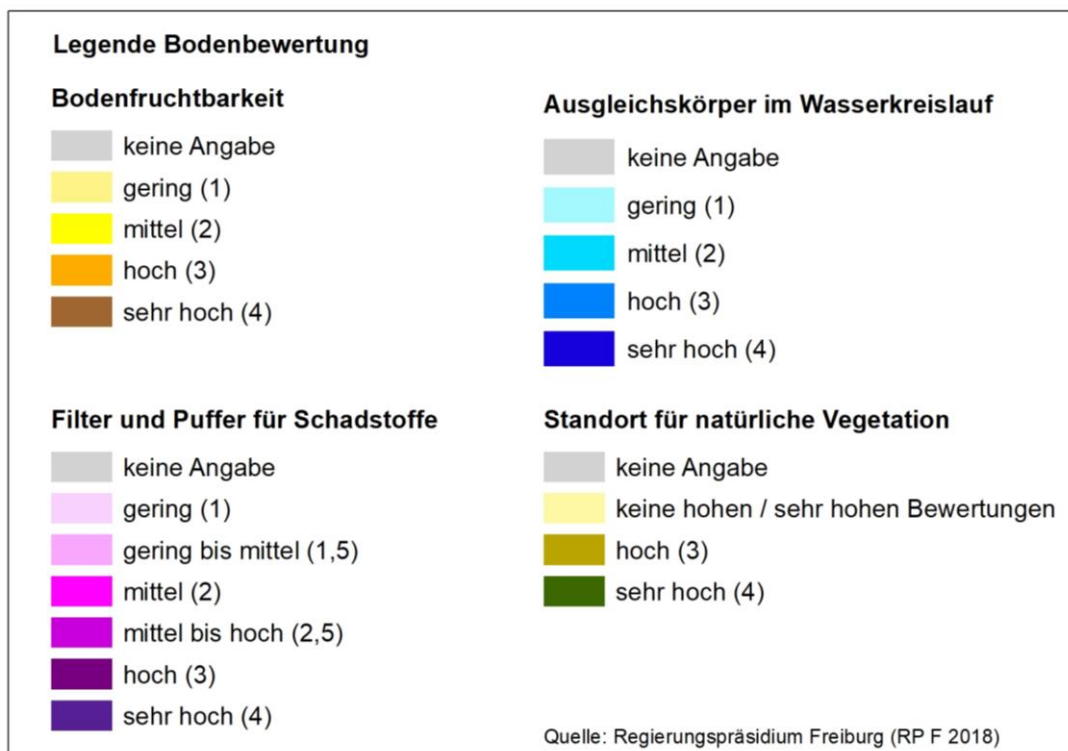 Legende Bodenbewertung
Bodenfruchtbarkeit
keine Angabe
gering (1)
mittel (2)
hoch (3)
sehr hoch (4)
Ausgleichskörper im Wasserkreislauf
keine Angabe
gering (1)
mittel (2)
hoch (3)
sehr hoch (4)
Filter und Puffer für Schadstoffe
keine Angabe
gering (1)
gering bis mittel (1,5)
mittel (2)
mittel bis hoch (2,5)
hoch (3)
sehr hoch (4)
Standort für natürliche Vegetation
keine Angabe
keine hohen / sehr hohen Bewertungen
hoch (3)
sehr hoch (4)
Quelle: Regierungspräsidium Freiburg (RP F 2018)